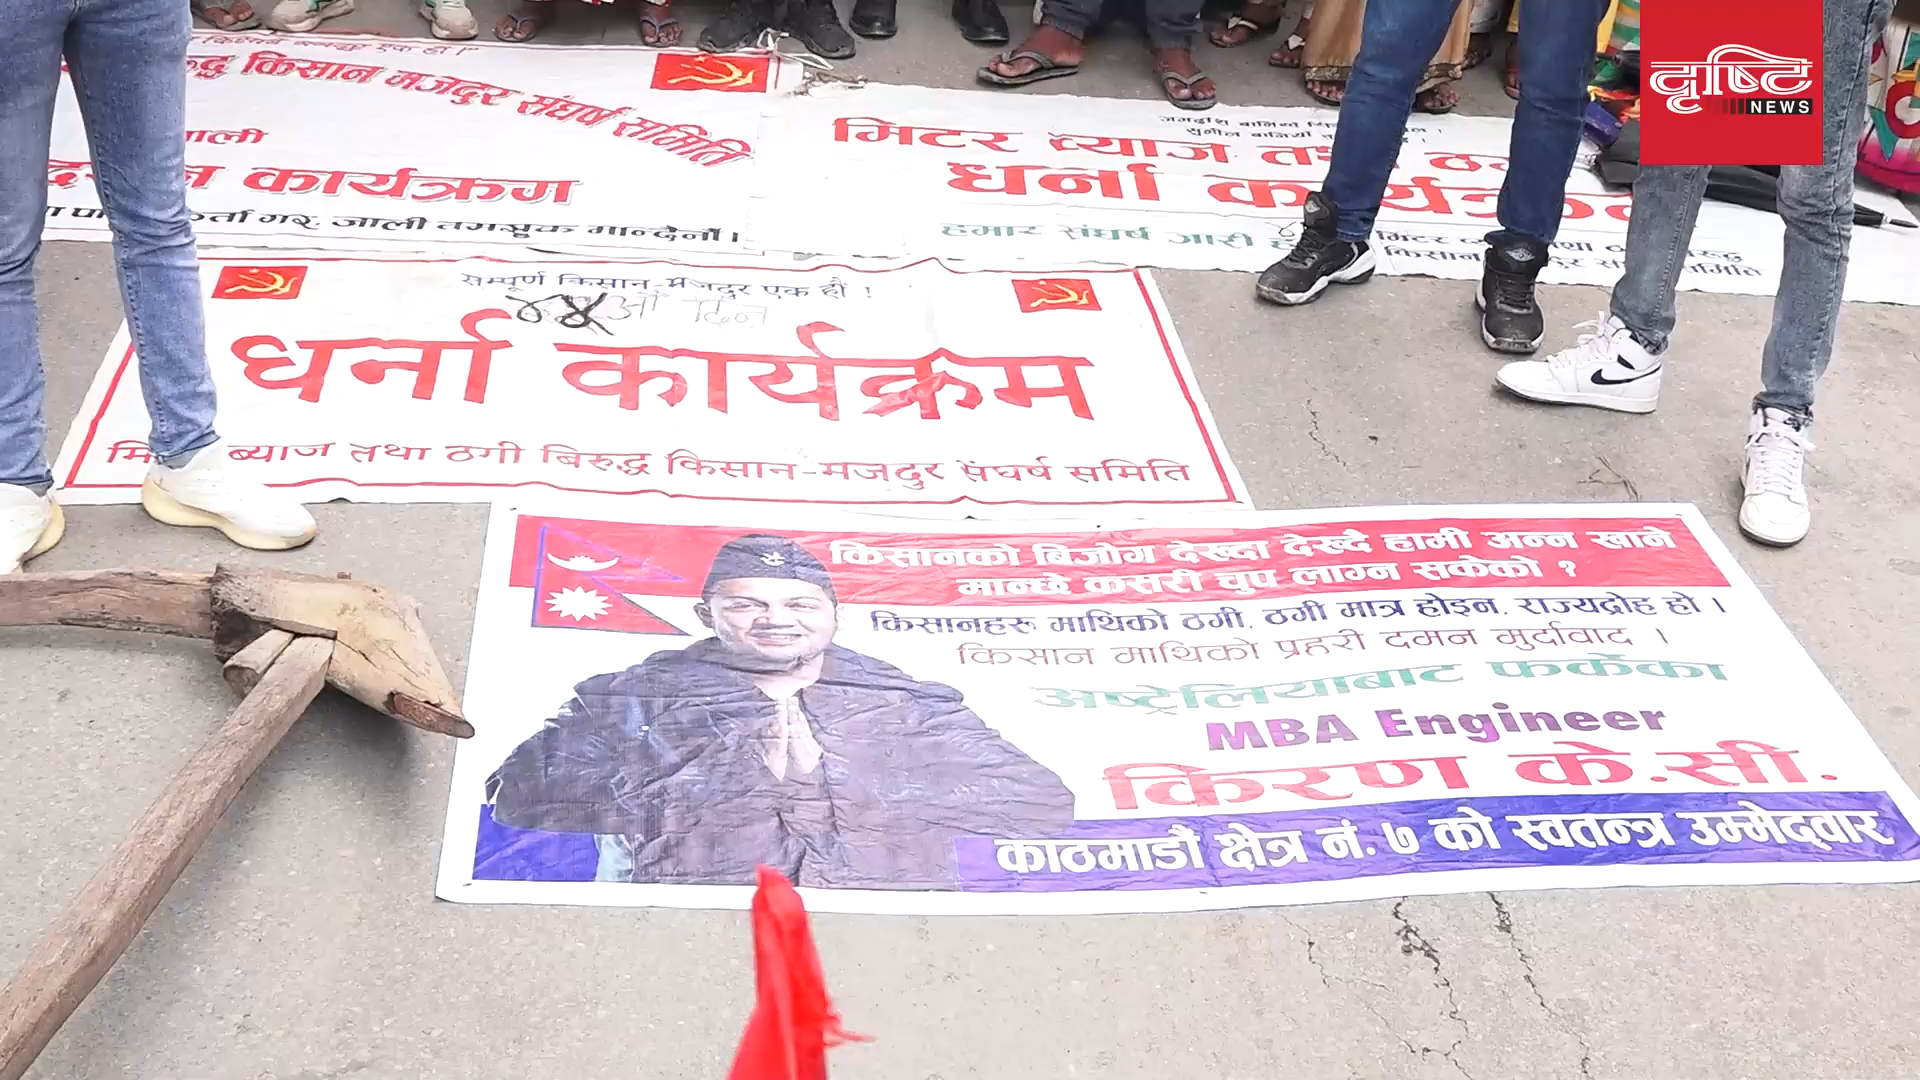 दृष्टि
NEWS
किसान मजदुर संघर्ष समिति
कार्यक्रम
गर, जाली तमसुक मान्दैनौं।
मिटर ब्याज
धर्ना कार्यक्रम
हमार संघर्ष जारी
किसान
समिति
सम्पूर्ण किसान-मजदुर एक हौं !
औं दिन
धर्ना कार्यक्रम
ब्याज तथा ठगी बिरुद्ध किसान-मजदुर संघर्ष समिति
किसानको बिजोग देख्दा देख्दै हामी अन्न खाने
मान्छे कसरी चुप लाग्न सकेको ?
किसानहरू माथिको ठगी, ठगी मात्र होइन, राज्यद्रोह हो ।
किसान माथिको प्रहरी दमन मुर्दावाद ।
अष्ट्रेलियाबाट फर्केका
MBA Engineer
किरण के.सी.
काठमाडौं क्षेत्र नं. ७ को स्वतन्त्र उम्मेद्वार